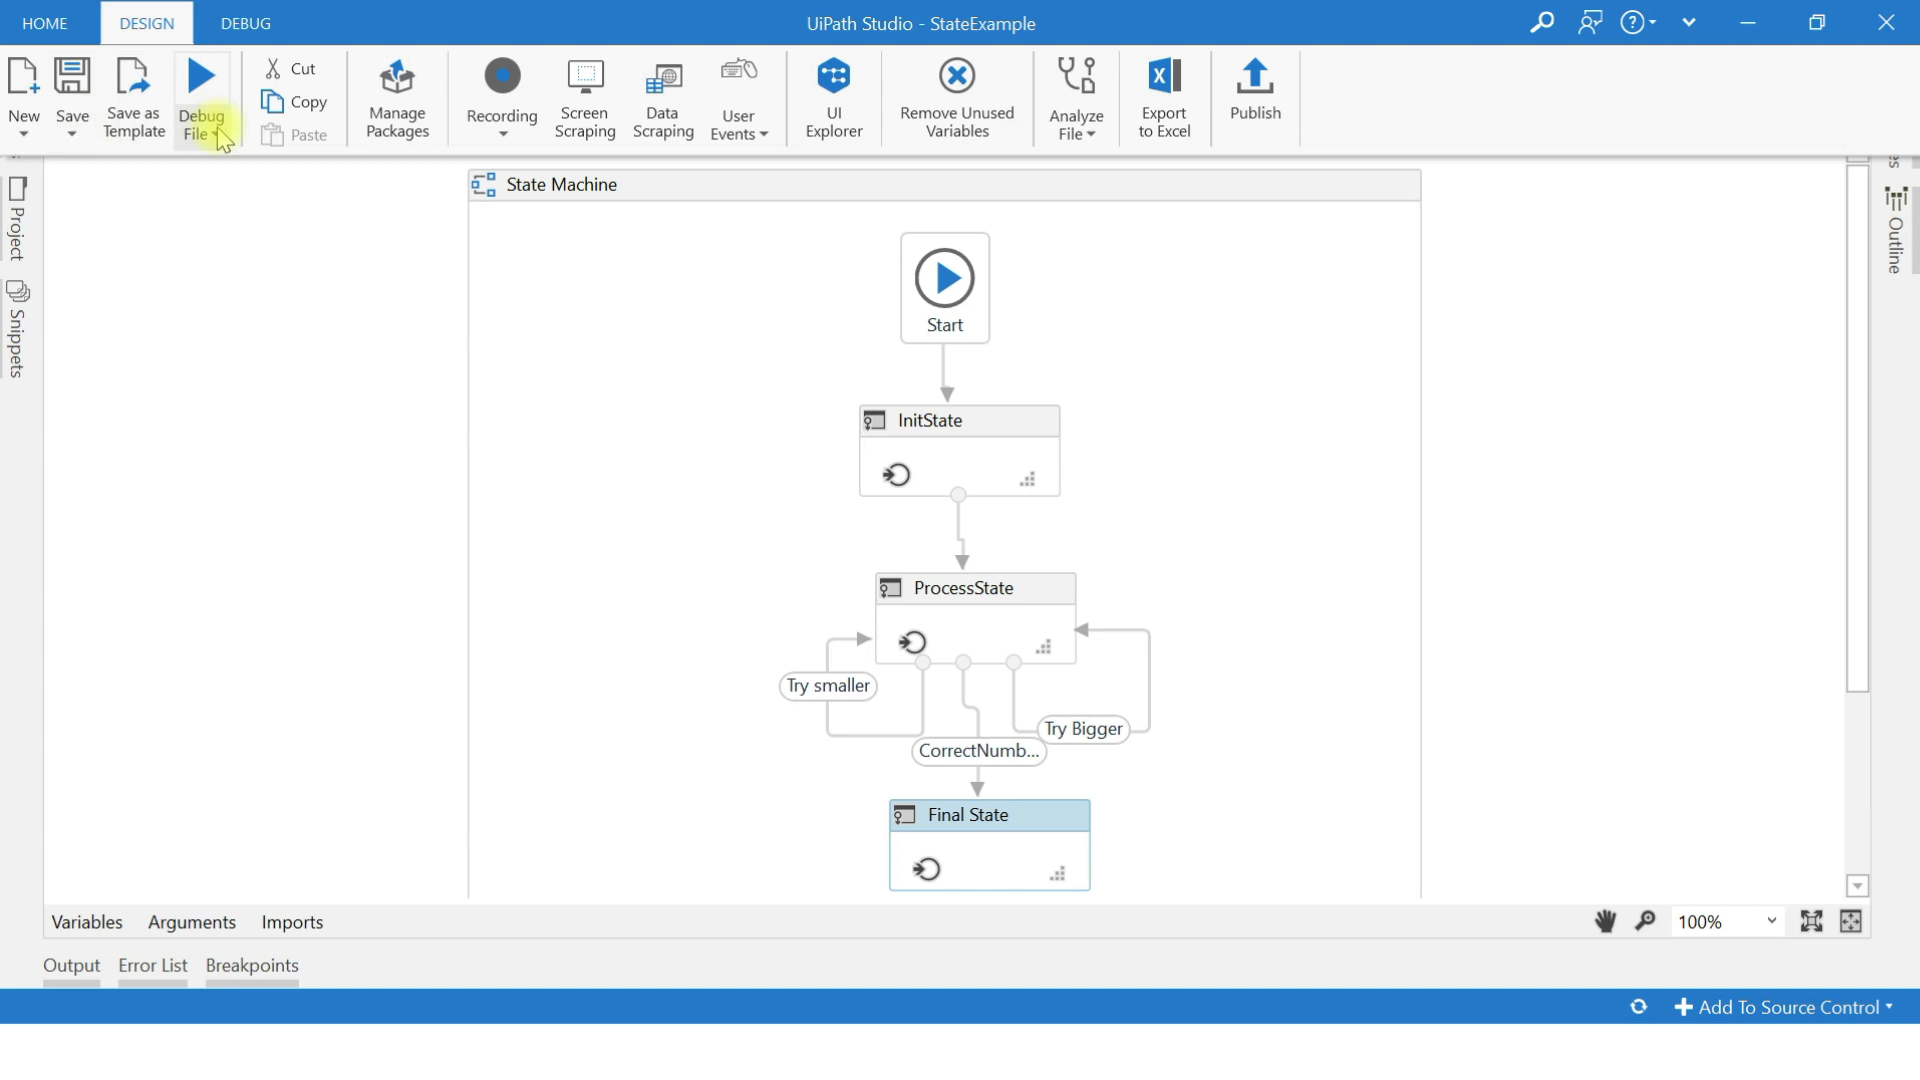 HOME
DESIGN
DEBUG
UiPath Studio - StateExample
New
Save
Save as
Template
Debug
File
Cut
Copy
Paste
Manage
Packages
Recording
Screen
Scraping
Data
Scraping
User
Events
UI
Explorer
Remove Unused
Variables
Analyze
File
Export
to Excel
Publish
Project
Snippets
Outline
State Machine
Start
InitState
ProcessState
Try smaller
Try Bigger
CorrectNumb...
Final State
Variables
Arguments
Imports
100%
Output
Error List
Breakpoints
Add To Source Control